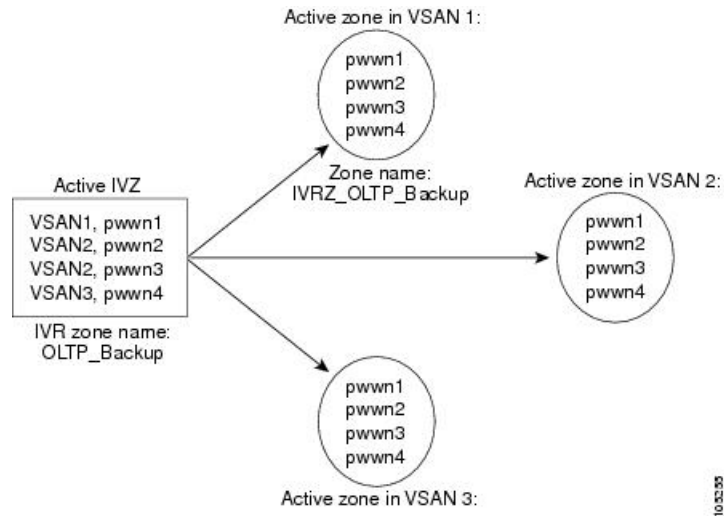 Active zone in VSAN 1:
pwwn1
pwwn2
pwwn3
pwwn4
Zone name:
IVRZ_OLTP_Backup
Active IVZ
VSAN1, pwwn1
VSAN2, pwwn2
VSAN2, pwwn3
VSAN3, pwwn4
IVR zone name:
OLTP_Backup
Active zone in VSAN 2:
pwwn1
pwwn2
pwwn3
pwwn4
pwwn1
pwwn2
pwwn3
pwwn4
Active zone in VSAN 3: